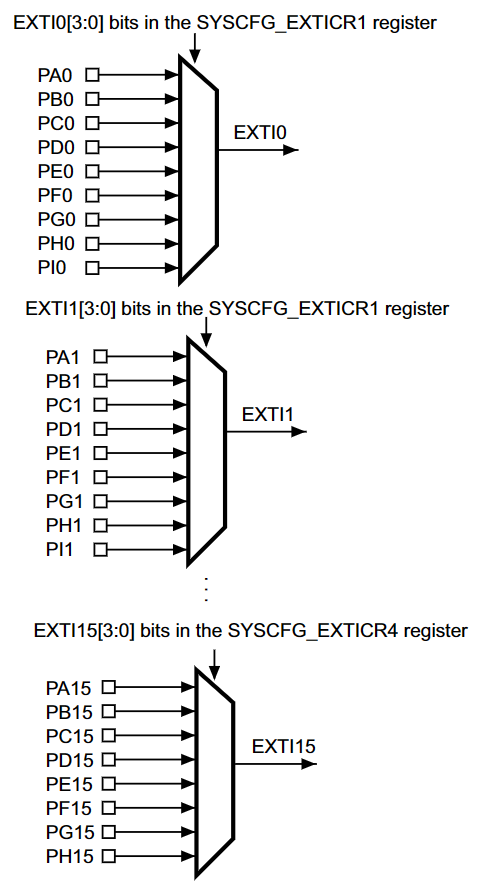 EXTI0[3:0] bits in the SYSCFG_EXTICR1 register
PA0
PB0
PC0
PD0
PE0
PF0
PG0
PH0
PI0
EXTI0
EXTI1[3:0] bits in the SYSCFG_EXTICR1 register
PA1
PB1
PC1
PD1
PE1
PF1
PG1
PH1
PI1
EXTI1
EXTI15[3:0] bits in the SYSCFG_EXTICR4 register
PA15
PB15
PC15
PD15
PE15
PF15
PG15
PH15
EXTI15